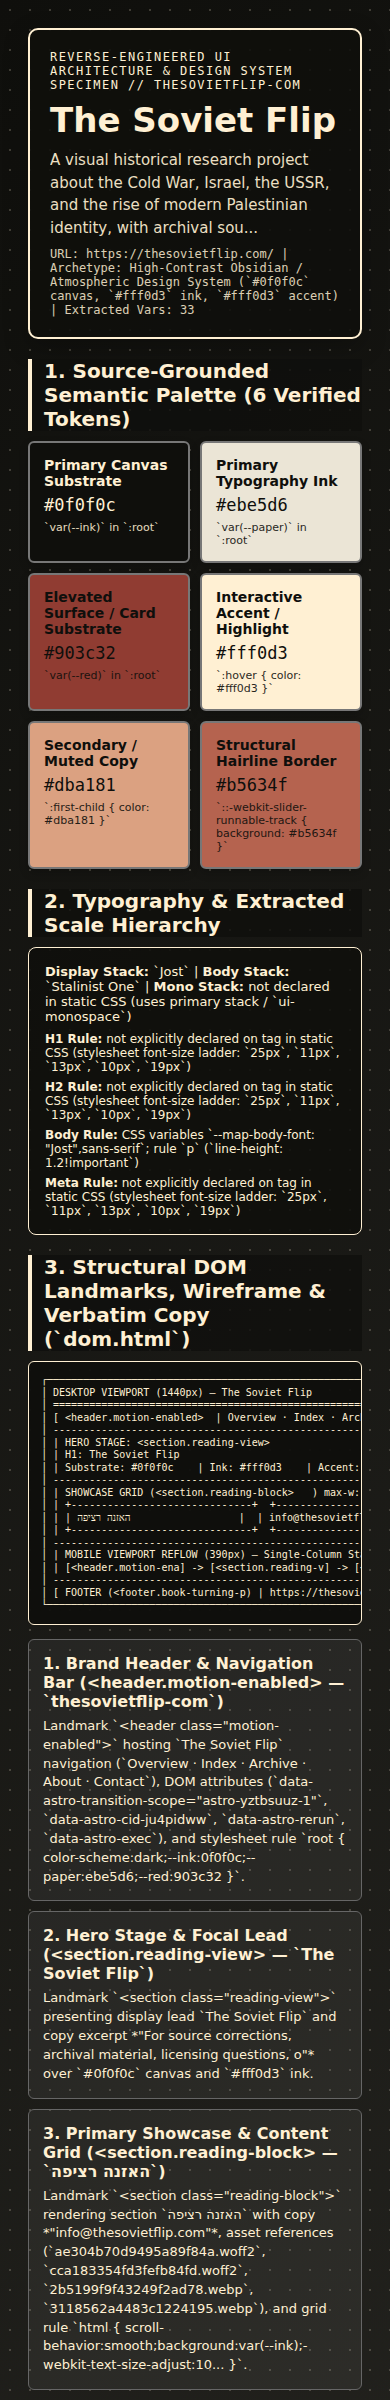 REVERSE-ENGINEERED UI
ARCHITECTURE & DESIGN SYSTEM
SPECIMEN // THESOVIETFLIP-COM
The Soviet Flip
A visual historical research project
about the Cold War, Israel, the USSR,
and the rise of modern Palestinian
identity, with archival sou...
URL: https://thesovietflip.com/ |
Archetype: High-Contrast Obsidian /
Atmospheric Design System (`#0f0f0c`
canvas, `#fff0d3` ink, `#fff0d3` accent)
| Extracted Vars: 33
1. Source-Grounded
Semantic Palette (6 Verified
Tokens)
Primary Canvas
Substrate
#0f0f0c
`var(--ink)` in `:root`
Primary
Typography Ink
#ebe5d6
`var(--paper)` in
`:root`
Elevated
Surface / Card
Substrate
#903c32
`var(--red)` in `:root`
Interactive
Accent /
Highlight
#fff0d3
`:hover { color:
#fff0d3 }`
Secondary /
Muted Copy
#dba181
`:first-child { color:
#dba181 }`
Structural
Hairline Border
#b5634f
`::-webkit-slider-
runnable-track {
background: #b5634f
}`
2. Typography & Extracted
Scale Hierarchy
Display Stack: `Jost` | Body Stack:
`Stalinist One` | Mono Stack: not declared
in static CSS (uses primary stack / `ui-
monospace`)
H1 Rule: not explicitly declared on tag in static
CSS (stylesheet font-size ladder: `25px`, `11px`,
`13px`, `10px`, `19px`)
H2 Rule: not explicitly declared on tag in static
CSS (stylesheet font-size ladder: `25px`, `11px`,
`13px`, `10px`, `19px`)
Body Rule: CSS variables `--map-body-font:
"Jost",sans-serif`; rule `p` (`line-height:
1.2!important`)
Meta Rule: not explicitly declared on tag in
static CSS (stylesheet font-size ladder: `25px`,
`11px`, `13px`, `10px`, `19px`)
3. Structural DOM
Landmarks, Wireframe &
Verbatim Copy
(`dom.html`)
| DESKTOP VIEWPORT (1440px) — The Soviet Flip
| ====================================================
| [ <header.motion-enabled>  | Overview · Index · Arc
| ----------------------------------------------------
| | HERO STAGE: <section.reading-view>
| | H1: The Soviet Flip
| | Substrate: #0f0f0c    | Ink: #fff0d3    | Accent:
| ----------------------------------------------------
| | SHOWCASE GRID (<section.reading-block>   ) max-w:
| | +------------------------------+  +---------------
| | | האזנה רציפה                  |  | info@thesovietf
| | +------------------------------+  +---------------
| ----------------------------------------------------
| | MOBILE VIEWPORT REFLOW (390px) — Single-Column St
| | [<header.motion-ena] -> [<section.reading-v] -> [
| ----------------------------------------------------
| [ FOOTER (<footer.book-turning-p) | https://thesovi
1. Brand Header & Navigation
Bar (<header.motion-enabled> —
`thesovietflip-com`)
Landmark `<header class="motion-
enabled">` hosting `The Soviet Flip`
navigation (`Overview · Index · Archive ·
About · Contact`), DOM attributes (`data-
astro-transition-scope="astro-yztbsuuz-1"`,
`data-astro-cid-ju4pidww`, `data-astro-rerun`,
`data-astro-exec`), and stylesheet rule `root {
color-scheme:dark;--ink:0f0f0c;--
paper:ebe5d6;--red:903c32 }`.
2. Hero Stage & Focal Lead
(<section.reading-view> — `The
Soviet Flip`)
Landmark `<section class="reading-view">`
presenting display lead `The Soviet Flip` and
copy excerpt *"For source corrections,
archival material, licensing questions, o"*
over `#0f0f0c` canvas and `#fff0d3` ink.
3. Primary Showcase & Content
Grid (<section.reading-block> —
`האזנה רציפה`)
Landmark `<section class="reading-block">`
rendering section `האזנה רציפה` with copy
*"info@thesovietflip.com"*, asset references
(`ae304b70d9495a89f84a.woff2`,
`cca183354fd3fefb84fd.woff2`,
`2b5199f9f43249f2ad78.webp`,
`3118562a4483c1224195.webp`), and grid
rule `html { scroll-
behavior:smooth;background:var(--ink);-
webkit-text-size-adjust:10... }`.